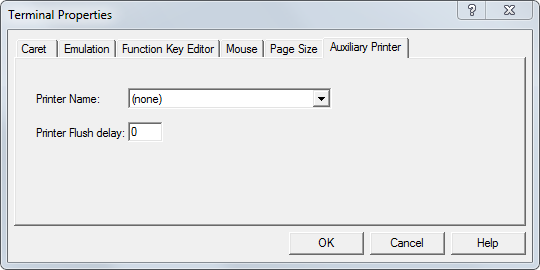 Terminal Properties
Caret Emulation Function Key Editor Mouse Page Size Auxiliary Printer
Printer Name: (none)
Printer Flush delay: 0
OK Cancel Help